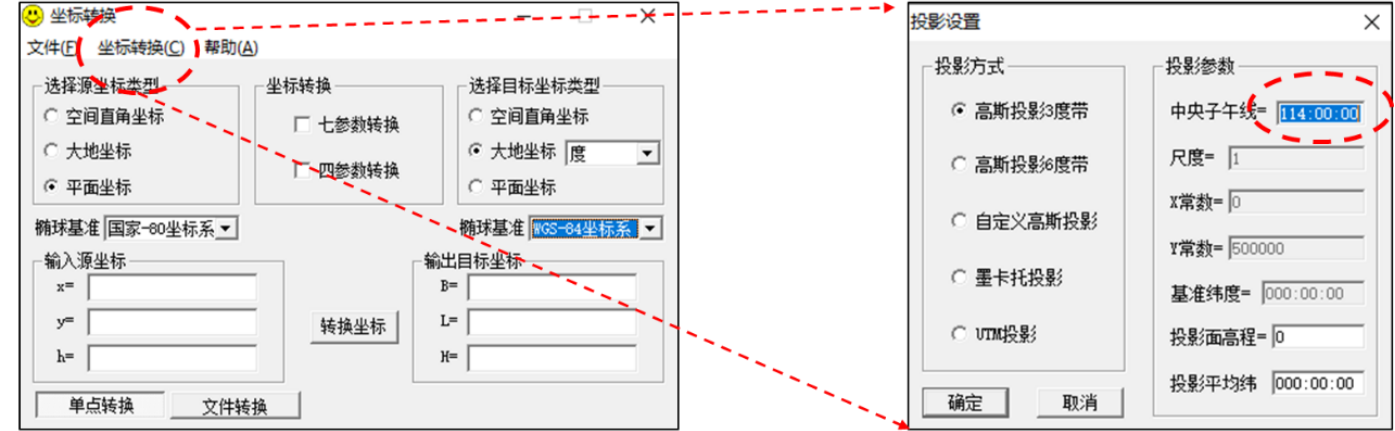 坐标转换
文件(F) 坐标转换(C) 帮助(A)
选择源坐标类型
空间直角坐标
大地坐标
平面坐标
坐标转换
七参数转换
四参数转换
选择目标坐标类型
空间直角坐标
大地坐标 度
平面坐标
椭球基准 国家-80坐标系
椭球基准 WGS-84坐标系
输入源坐标
x=
y=
h=
转换坐标
输出目标坐标
B=
L=
H=
单点转换 文件转换
投影设置
投影方式
高斯投影3度带
高斯投影6度带
自定义高斯投影
墨卡托投影
UTM投影
确定 取消
投影参数
中央子午线= 114:00:00
尺度= 1
X常数= 0
Y常数= 500000
基准纬度= 000:00:00
投影面高程= 0
投影平均纬 000:00:00